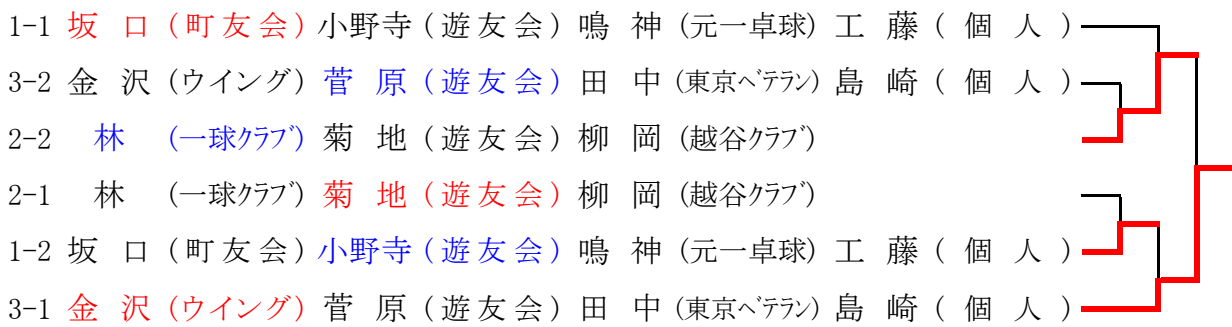 1-1 坂 口 (町友会) 小野寺 (遊友会) 鳴 神 (元一卓球) 工 藤 ( 個 人 )
3-2 金 沢 (ウイング) 菅 原 (遊友会) 田 中 (東京ﾍﾞﾃﾗﾝ) 島 崎 ( 個 人 )
2-2 林 (一球ｸﾗﾌﾞ) 菊 地 (遊友会) 柳 岡 (越谷ｸﾗﾌﾞ)
2-1 林 (一球ｸﾗﾌﾞ) 菊 地 (遊友会) 柳 岡 (越谷ｸﾗﾌﾞ)
1-2 坂 口 (町友会) 小野寺 (遊友会) 鳴 神 (元一卓球) 工 藤 ( 個 人 )
3-1 金 沢 (ウイング) 菅 原 (遊友会) 田 中 (東京ﾍﾞﾃﾗﾝ) 島 崎 ( 個 人 )